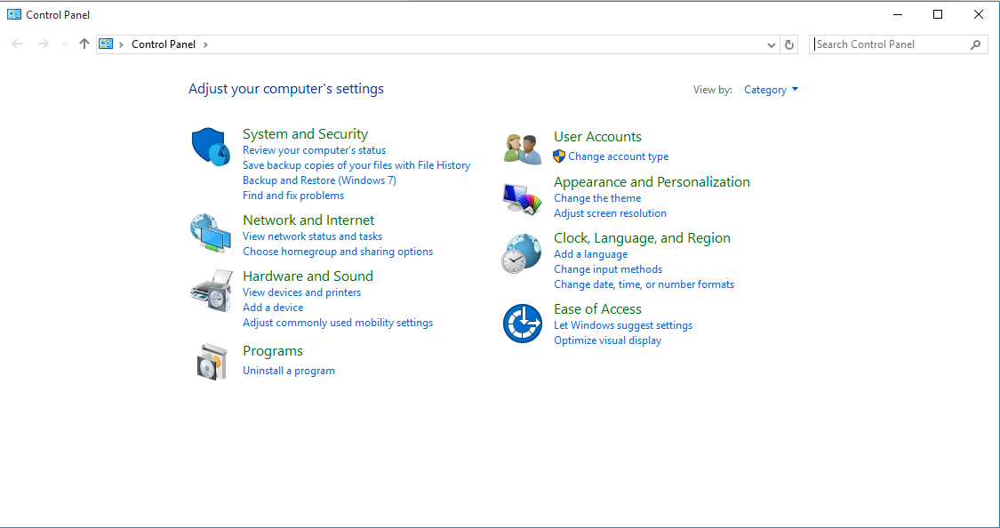 Control Panel
Control Panel
Search Control Panel
Adjust your computer's settings
View by: Category
System and Security
Review your computer's status
Save backup copies of your files with File History
Backup and Restore (Windows 7)
Find and fix problems
Network and Internet
View network status and tasks
Choose homegroup and sharing options
Hardware and Sound
View devices and printers
Add a device
Adjust commonly used mobility settings
Programs
Uninstall a program
User Accounts
Change account type
Appearance and Personalization
Change the theme
Adjust screen resolution
Clock, Language, and Region
Add a language
Change input methods
Change date, time, or number formats
Ease of Access
Let Windows suggest settings
Optimize visual display